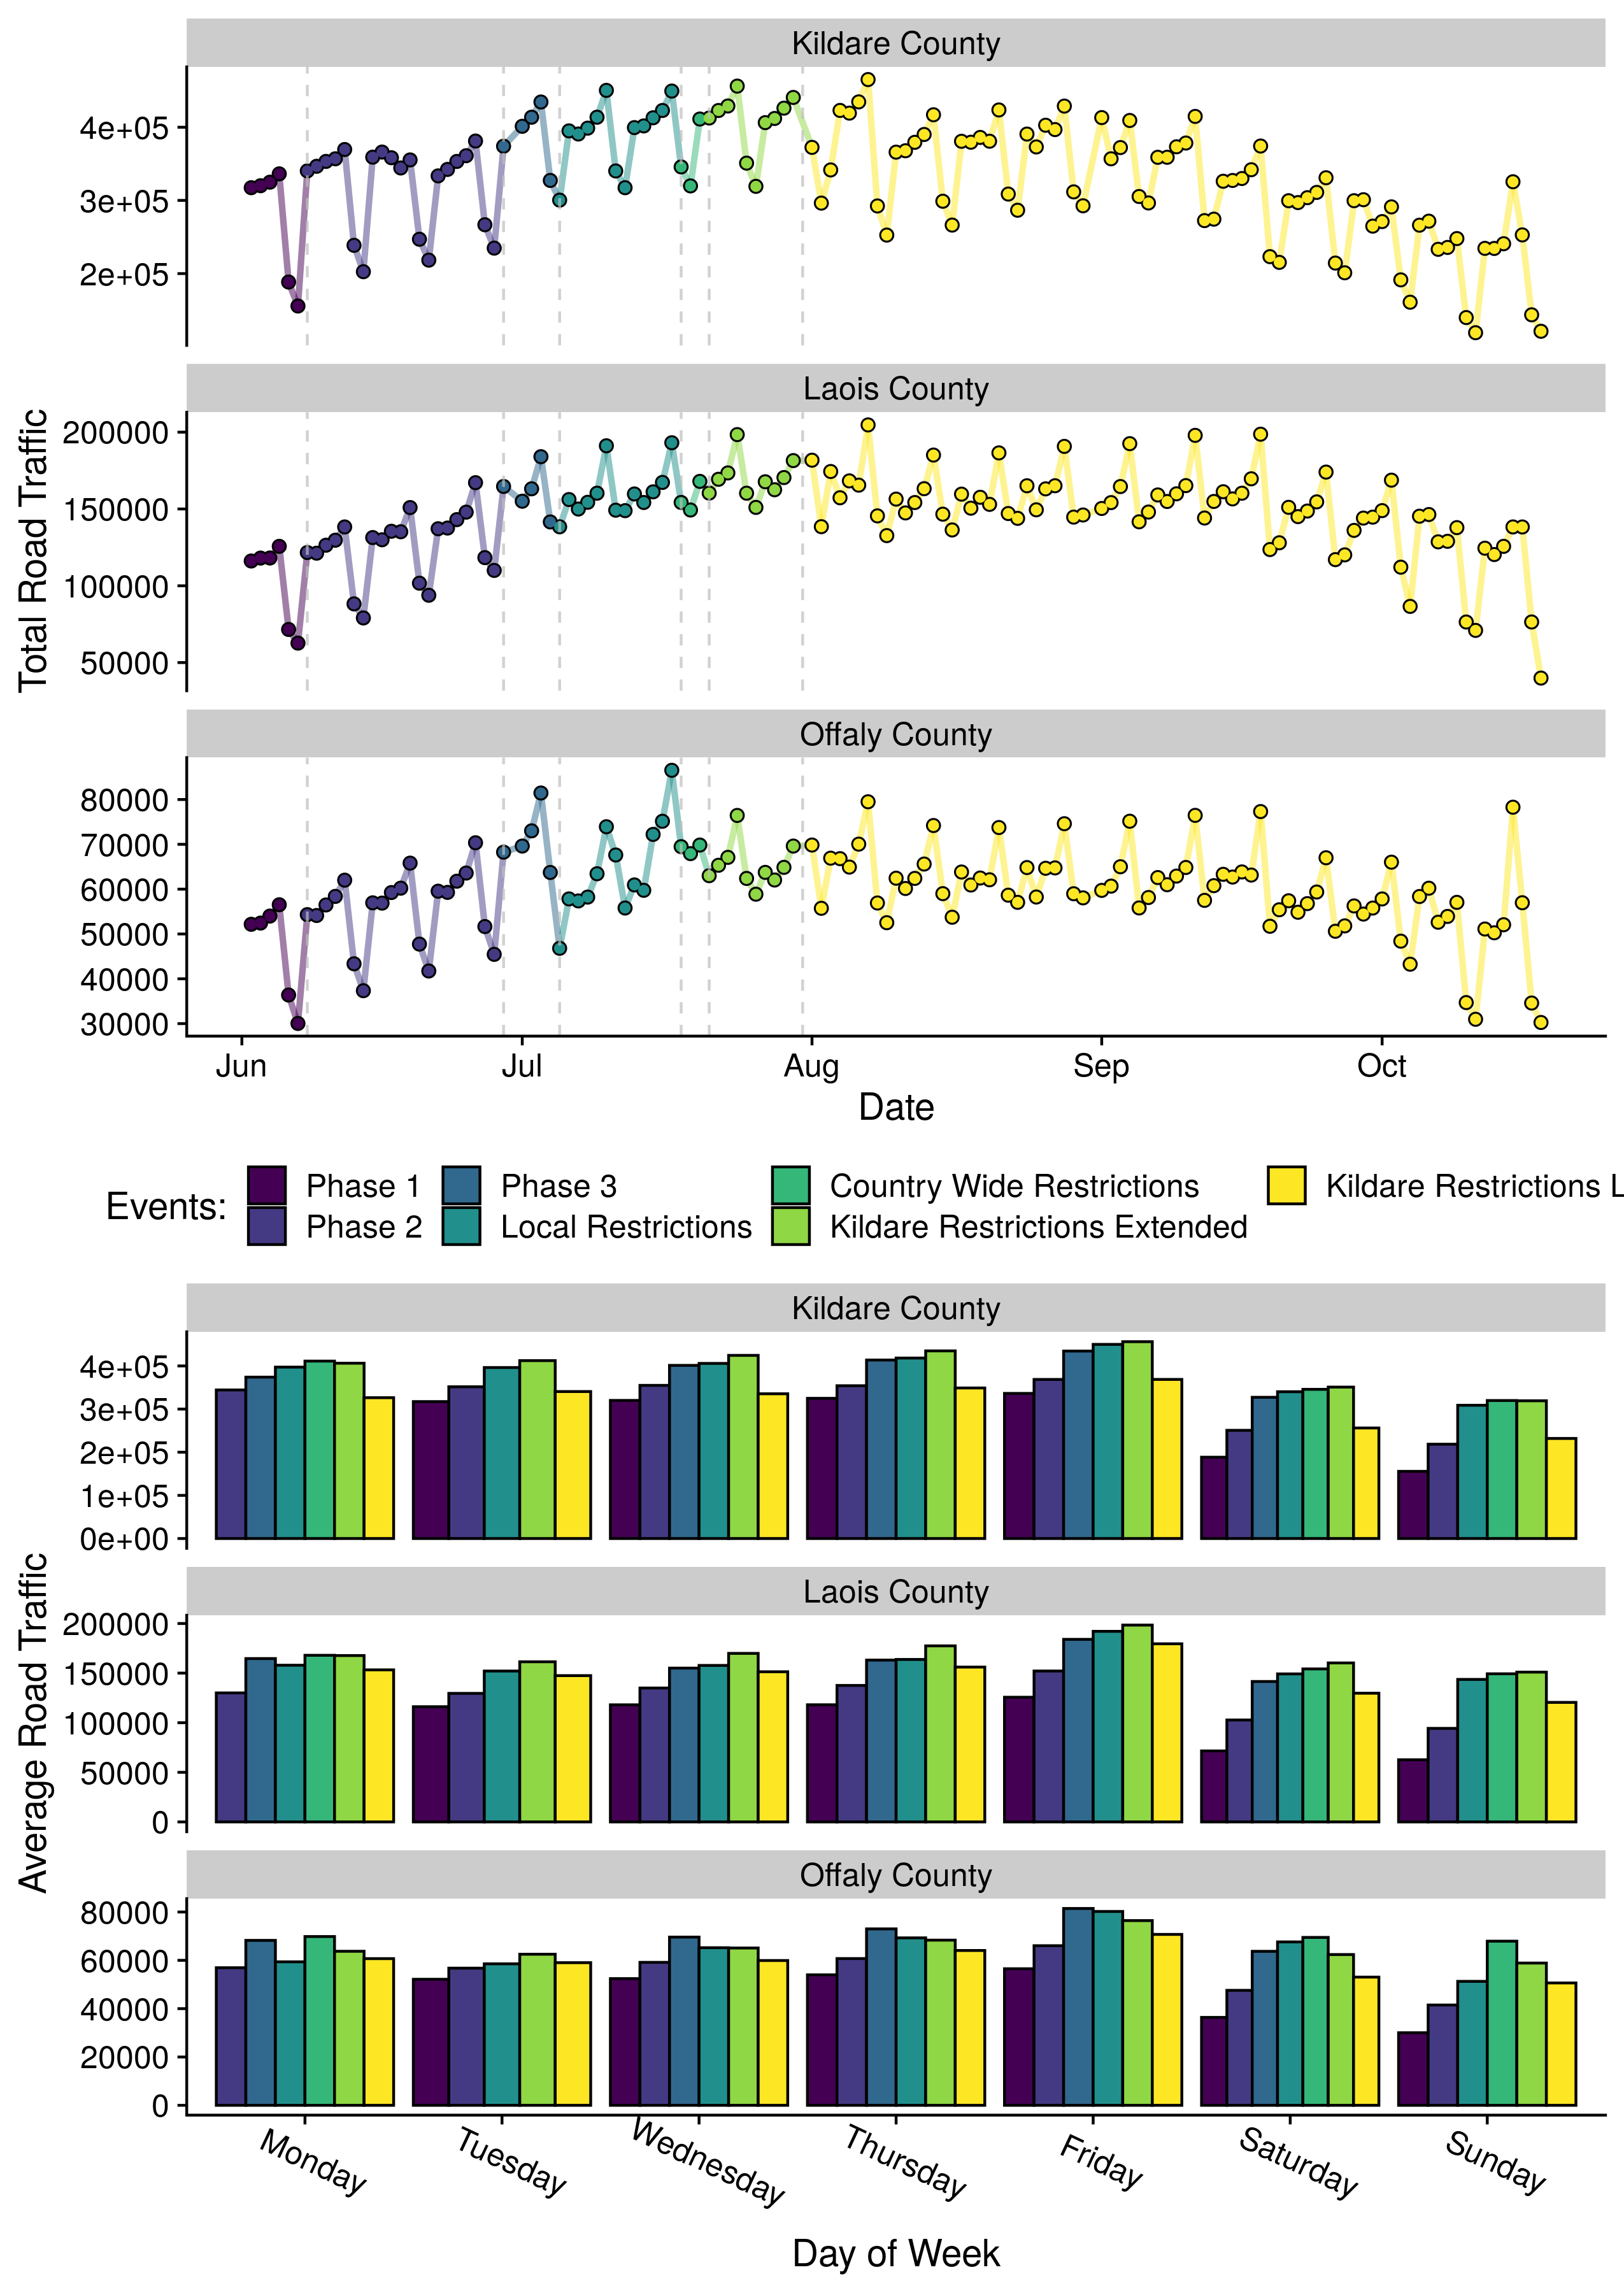 Kildare County
4e+05
3e+05
2e+05
Laois County
200000
150000
100000
50000
Offaly County
80000
70000
60000
50000
40000
30000
Total Road Traffic
Jun Jul Aug Sep Oct
Date
Events:
Phase 1 Phase 3 Country Wide Restrictions Kildare Restrictions L
Phase 2 Local Restrictions Kildare Restrictions Extended
Kildare County
4e+05
3e+05
2e+05
1e+05
0e+00
Laois County
200000
150000
100000
50000
0
Offaly County
80000
60000
40000
20000
0
Average Road Traffic
Monday Tuesday Wednesday Thursday Friday Saturday Sunday
Day of Week